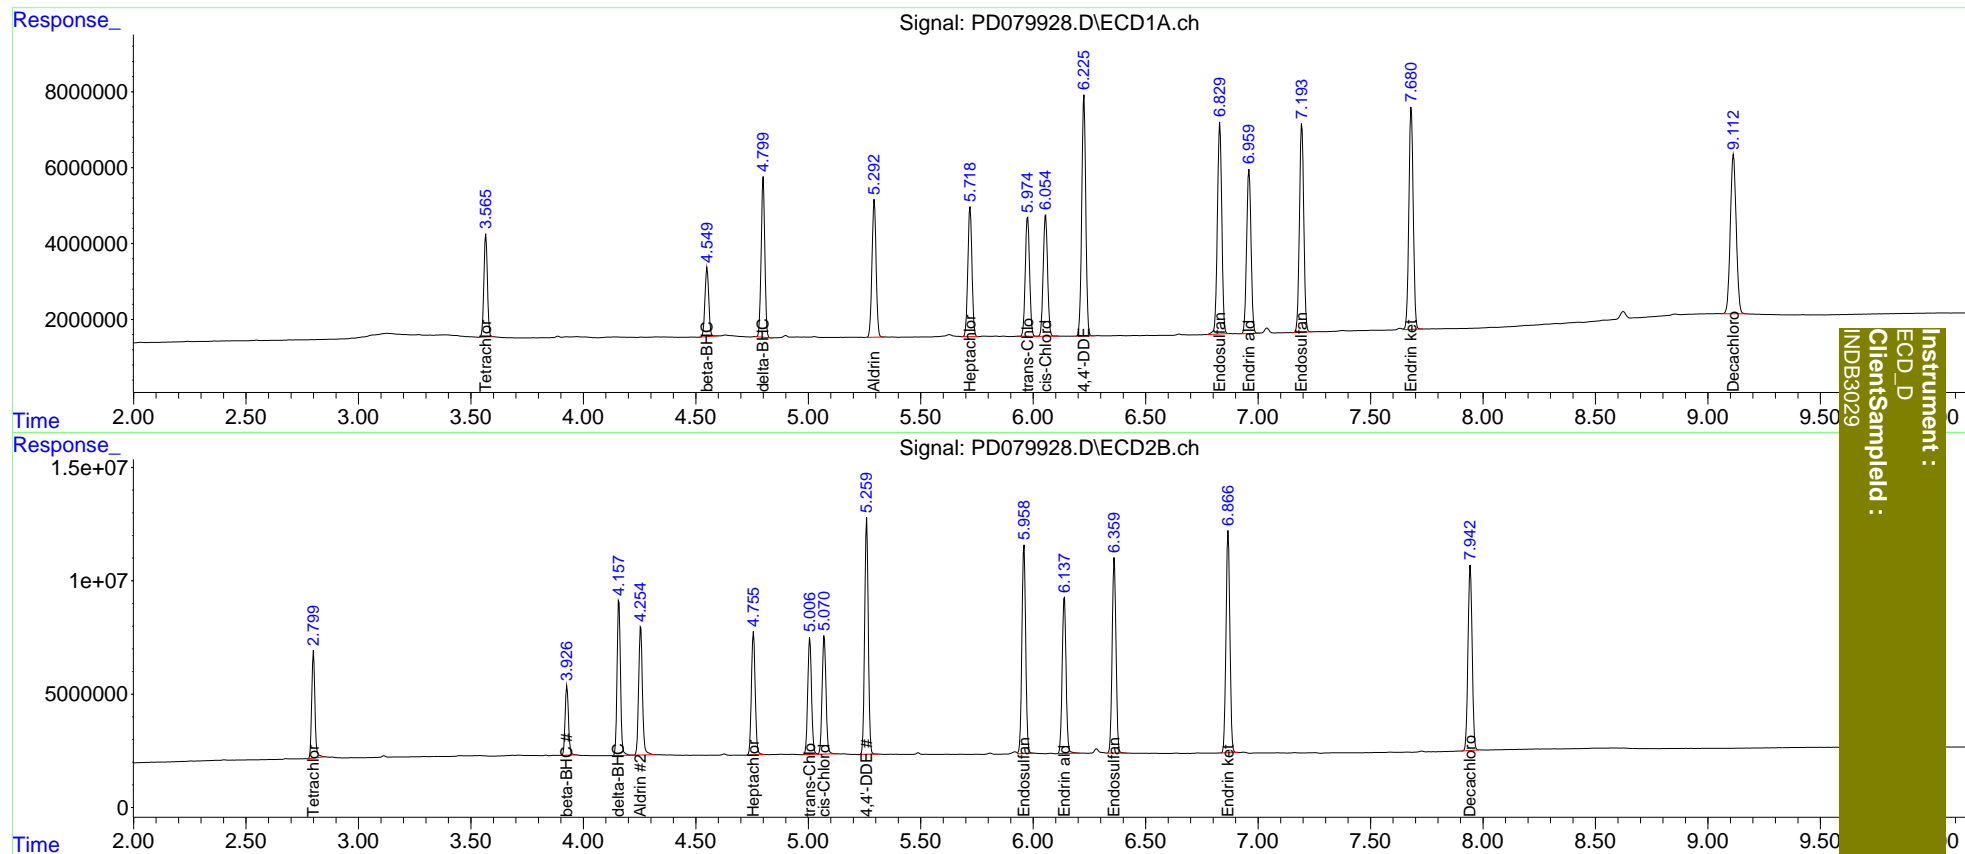 Response_
Signal: PD079928.D\ECD1A.ch
8000000
6000000
4000000
2000000
3.565
4.549
4.799
5.292
5.718
5.974
6.054
6.225
6.829
6.959
7.193
7.680
9.112
Tetrachlor
beta-BHC
delta-BHC
Aldrin
Heptachlor
trans-Chlo
cis-Chlord
4,4'-DD
Endosulfan
Endrin ald
Endosulfan
Endrin ket
Decachloro
2.00 2.50 3.00 3.50 4.00 4.50 5.00 5.50 6.00 6.50 7.00 7.50 8.00 8.50 9.00 9.50
Time
Response_
Signal: PD079928.D\ECD2B.ch
1.5e+07
1e+07
5000000
0
2.799
3.926
4.157
4.254
4.755
5.006
5.070
5.259
5.958
6.137
6.359
6.866
7.942
Tetrachlor
beta-BHC #
delta-BHC
Aldrin #2
Heptachlor
trans-Chlo
cis-Chlord
4,4'-DDE #
Endosulfan
Endrin ald
Endosulfan
Endrin ket
Decachloro
2.00 2.50 3.00 3.50 4.00 4.50 5.00 5.50 6.00 6.50 7.00 7.50 8.00 8.50 9.00 9.50
Time
Instrument :
ECD_D
ClientSampleId :
INDB3029